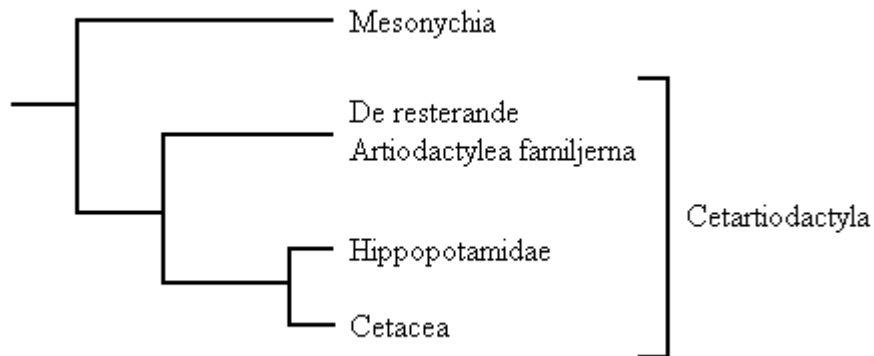 Mesonychia
De resterande
Artiodactylea familjerna
Cetartiodactyla
Hippopotamidae
Cetacea